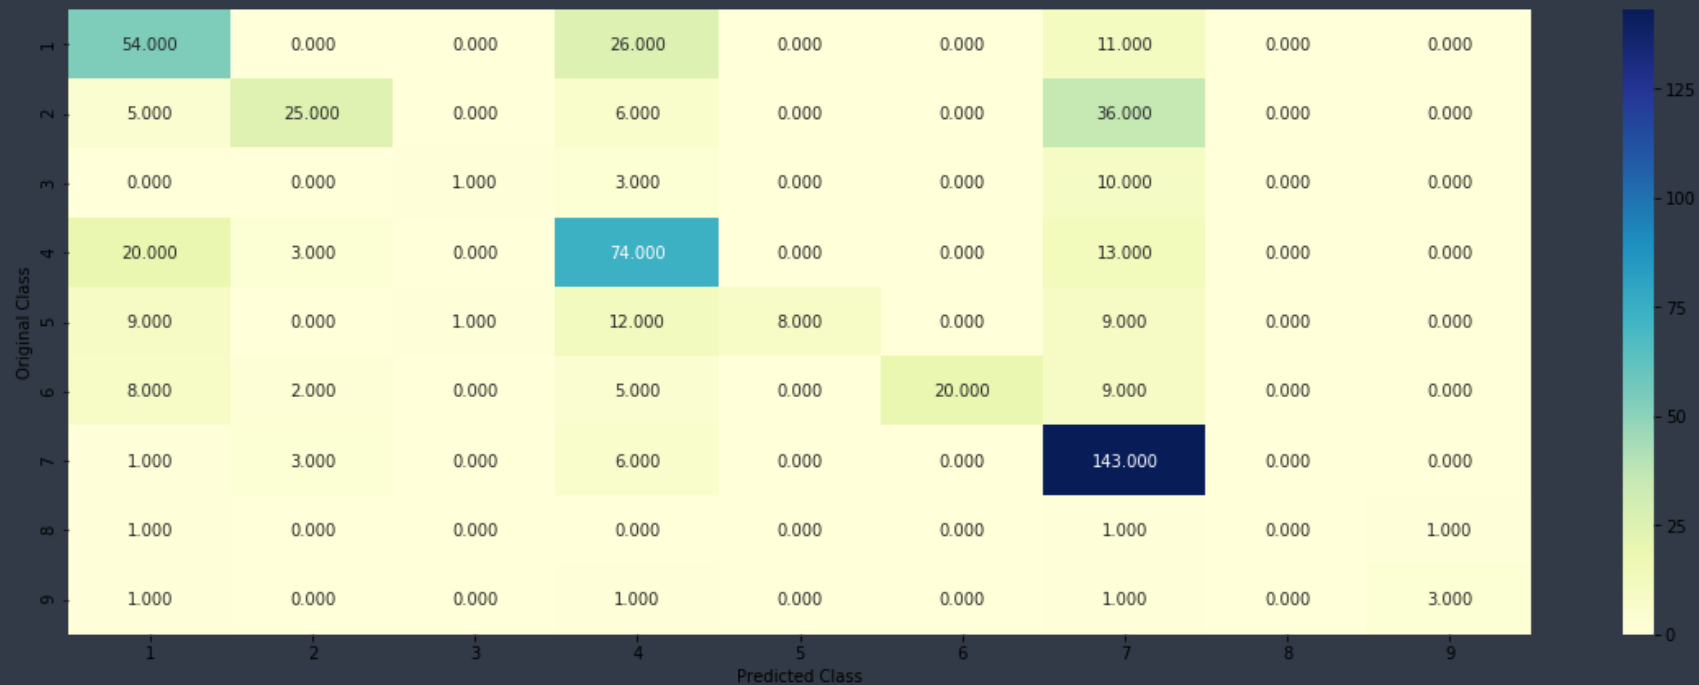 1 54.000 0.000 0.000 26.000 0.000 0.000 11.000 0.000 0.000
2 5.000 25.000 0.000 6.000 0.000 0.000 36.000 0.000 0.000
3 0.000 0.000 1.000 3.000 0.000 0.000 10.000 0.000 0.000
4 20.000 3.000 0.000 74.000 0.000 0.000 13.000 0.000 0.000
5 9.000 0.000 1.000 12.000 8.000 0.000 9.000 0.000 0.000
6 8.000 2.000 0.000 5.000 0.000 20.000 9.000 0.000 0.000
7 1.000 3.000 0.000 6.000 0.000 0.000 143.000 0.000 0.000
8 1.000 0.000 0.000 0.000 0.000 0.000 1.000 0.000 1.000
9 1.000 0.000 0.000 1.000 0.000 0.000 1.000 0.000 3.000
1 2 3 4 5 6 7 8 9
Predicted Class
Original Class
125
100
75
50
25
0